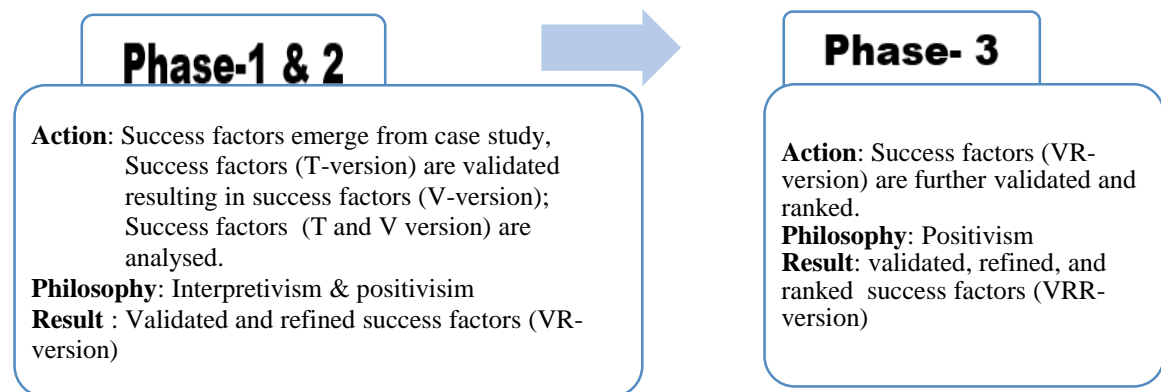 Phase-1 & 2
Action: Success factors emerge from case study,
Success factors (T-version) are validated
resulting in success factors (V-version);
Success factors (T and V version) are
analysed.
Philosophy: Interpretivism & positivisim
Result : Validated and refined success factors (VR-
version)
Phase- 3
Action: Success factors (VR-
version) are further validated and
ranked.
Philosophy: Positivism
Result: validated, refined, and
ranked success factors (VRR-
version)